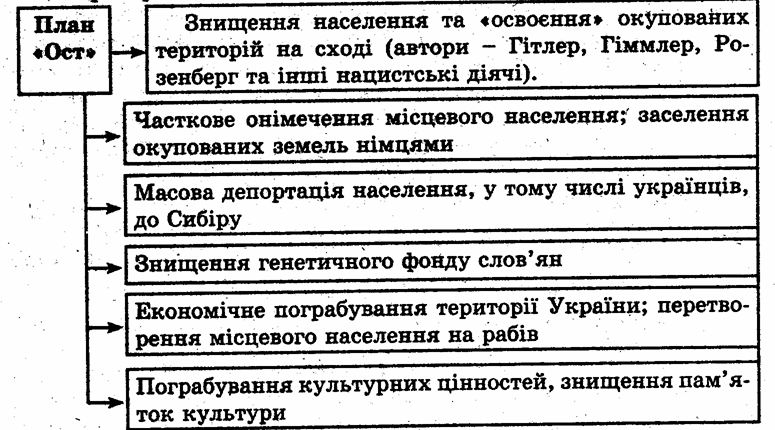 План
«Ост»
Знищення населення та «освоєння» окупованих
територій на сході (автори – Гітлер, Гіммлер, Ро-
зенберг та інші нацистські діячі).
Часткове онімечення місцевого населення; заселення
окупованих земель німцями
Масова депортація населення, у тому числі українців,
до Сибіру
Знищення генетичного фонду слов’ян
Економічне пограбування території України; перетво-
рення місцевого населення на рабів
Пограбування культурних цінностей, знищення пам’я-
ток культури